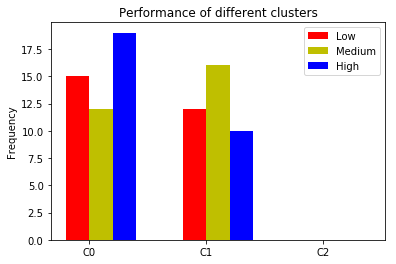 Performance of different clusters
Low
Medium
High
Frequency
17.5
15.0
12.5
10.0
7.5
5.0
2.5
0.0
C0
C1
C2